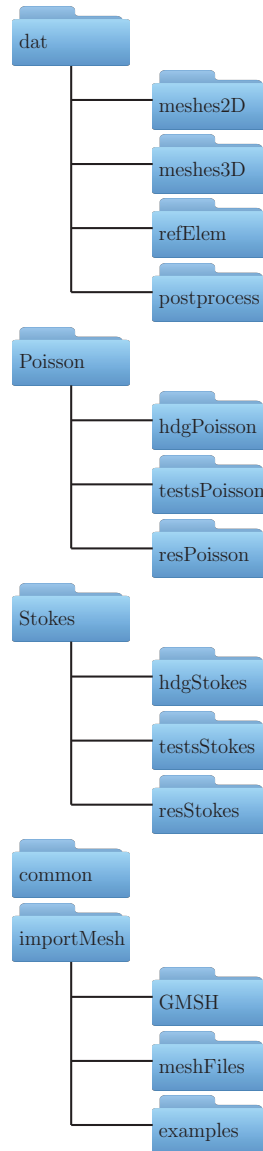 dat
meshes2D
meshes3D
refElem
postprocess
Poisson
hdgPoisson
testsPoisson
resPoisson
Stokes
hdgStokes
testsStokes
resStokes
common
importMesh
GMSH
meshFiles
examples